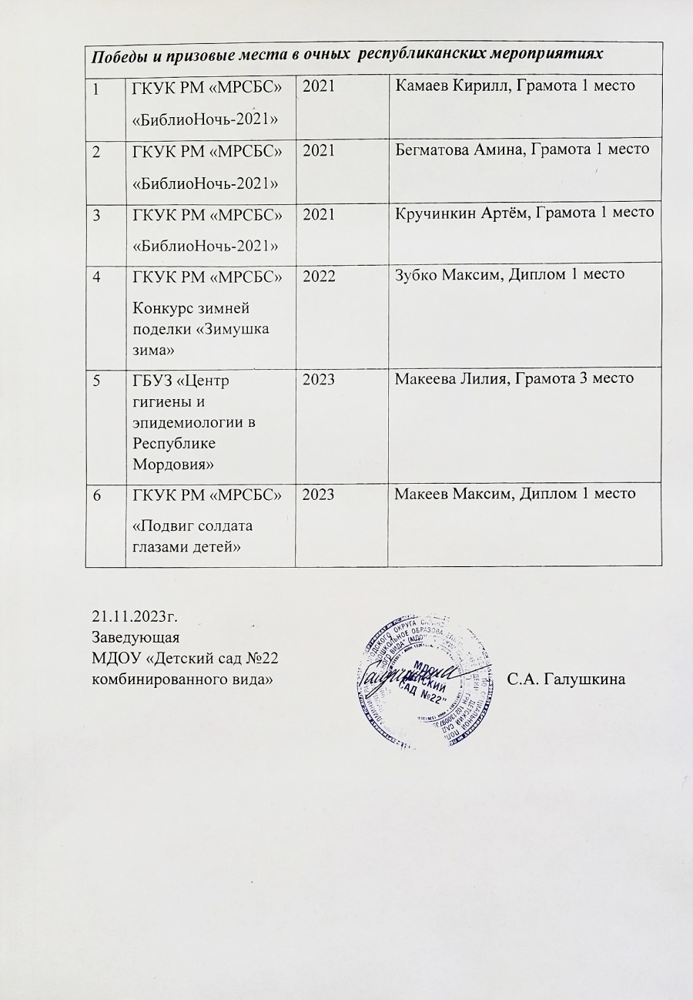 Победы и призовые места в очных республиканских мероприятиях
1
ГКУК РМ «МРСБС»
«БиблиоНочь-2021»
2021
Камаев Кирилл, Грамота 1 место
2
ГКУК РМ «МРСБС»
«БиблиоНочь-2021»
2021
Бегматова Амина, Грамота 1 место
3
ГКУК РМ «МРСБС»
«БиблиоНочь-2021»
2021
Кручинкин Артём, Грамота 1 место
4
ГКУК РМ «МРСБС»
Конкурс зимней
поделки «Зимушка
зима»
2022
Зубко Максим, Диплом 1 место
5
ГБУЗ «Центр
гигиены и
эпидемиологии в
Республике
Мордовия»
2023
Макеева Лилия, Грамота 3 место
6
ГКУК РМ «МРСБС»
«Подвиг солдата
глазами детей»
2023
Макеев Максим, Диплом 1 место
21.11.2023г.
Заведующая
МДОУ «Детский сад №22
комбинированного вида»
С.А. Галушкина
МДОУ
"ДЕТСКИЙ
САД №22"